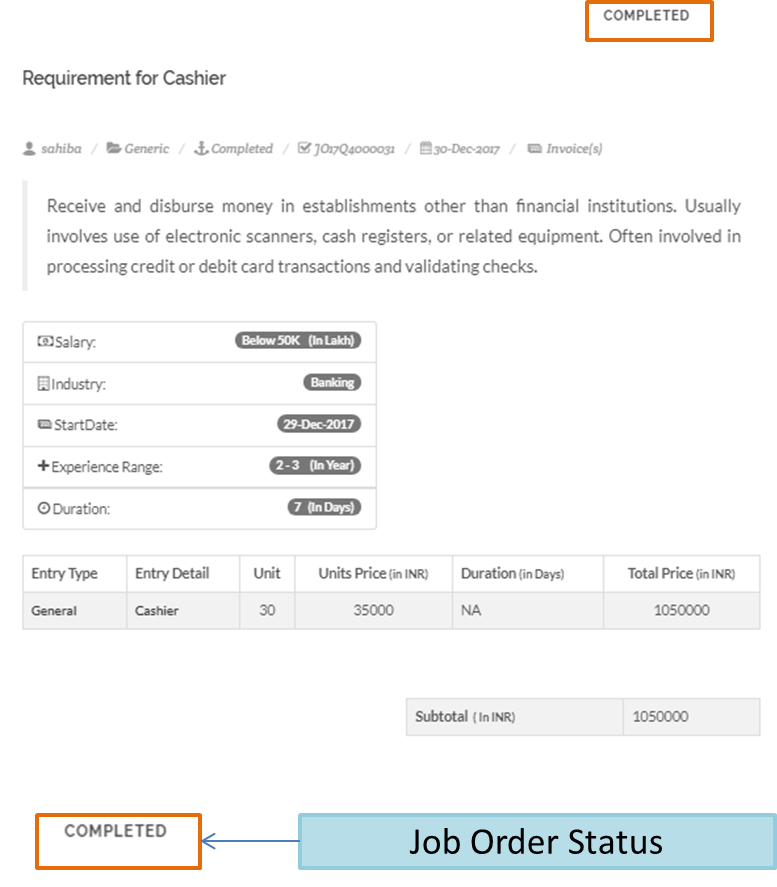 COMPLETED
Requirement for Cashier
sahiba / Generic / Completed / JO17Q4000031 / 30-Dec-2017 / Invoice(s)
Receive and disburse money in establishments other than financial institutions. Usually
involves use of electronic scanners, cash registers, or related equipment. Often involved in
processing credit or debit card transactions and validating checks.
Salary: Below 50K (In Lakh)
Industry: Banking
StartDate: 29-Dec-2017
Experience Range: 2 - 3 (In Year)
Duration: 7 (In Days)
Entry Type Entry Detail Unit Units Price (in INR) Duration (in Days) Total Price (in INR)
General Cashier 30 35000 NA 1050000
Subtotal ( In INR) 1050000
COMPLETED
Job Order Status